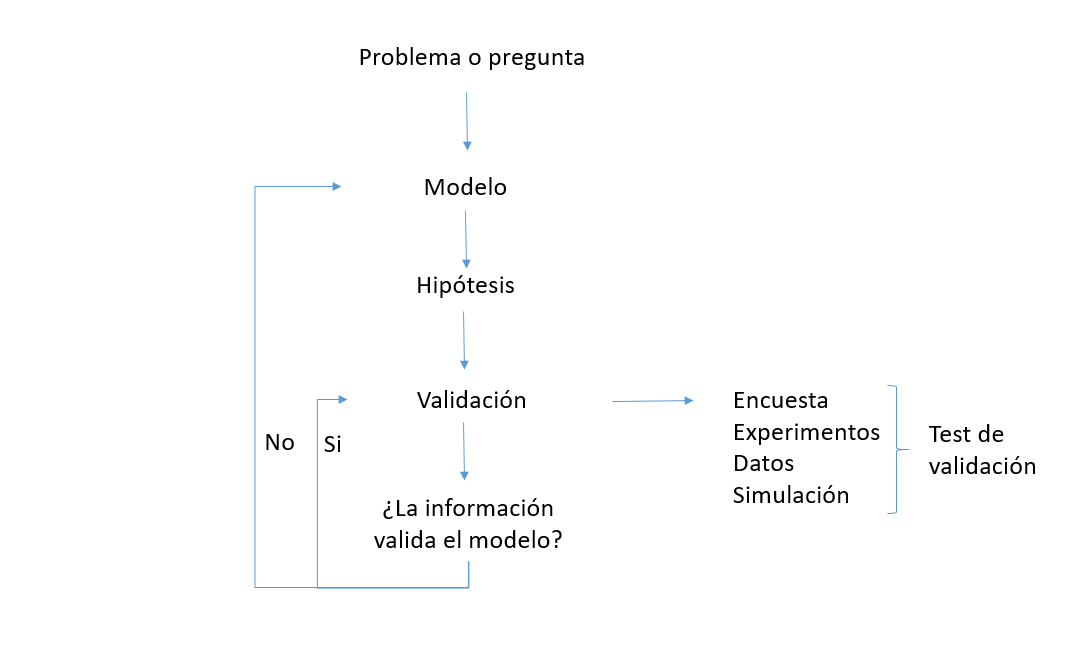 Problema o pregunta
Modelo
Hipótesis
Validación
Encuesta
Experimentos
Datos
Simulación
Test de
validación
No
Si
¿La información
valida el modelo?